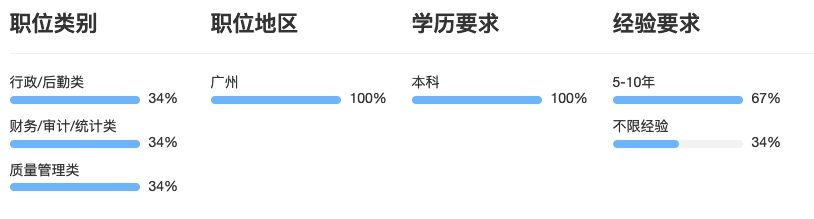 职位类别
行政/后勤类
34%
财务/审计/统计类
34%
质量管理类
34%
职位地区
广州
100%
学历要求
本科
100%
经验要求
5-10年
67%
不限经验
34%